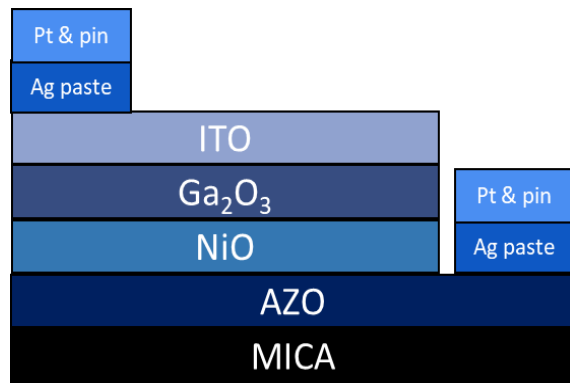 Pt & pin
Ag paste
ITO
Ga₂O₃
Pt & pin
NiO
Ag paste
AZO
MICA